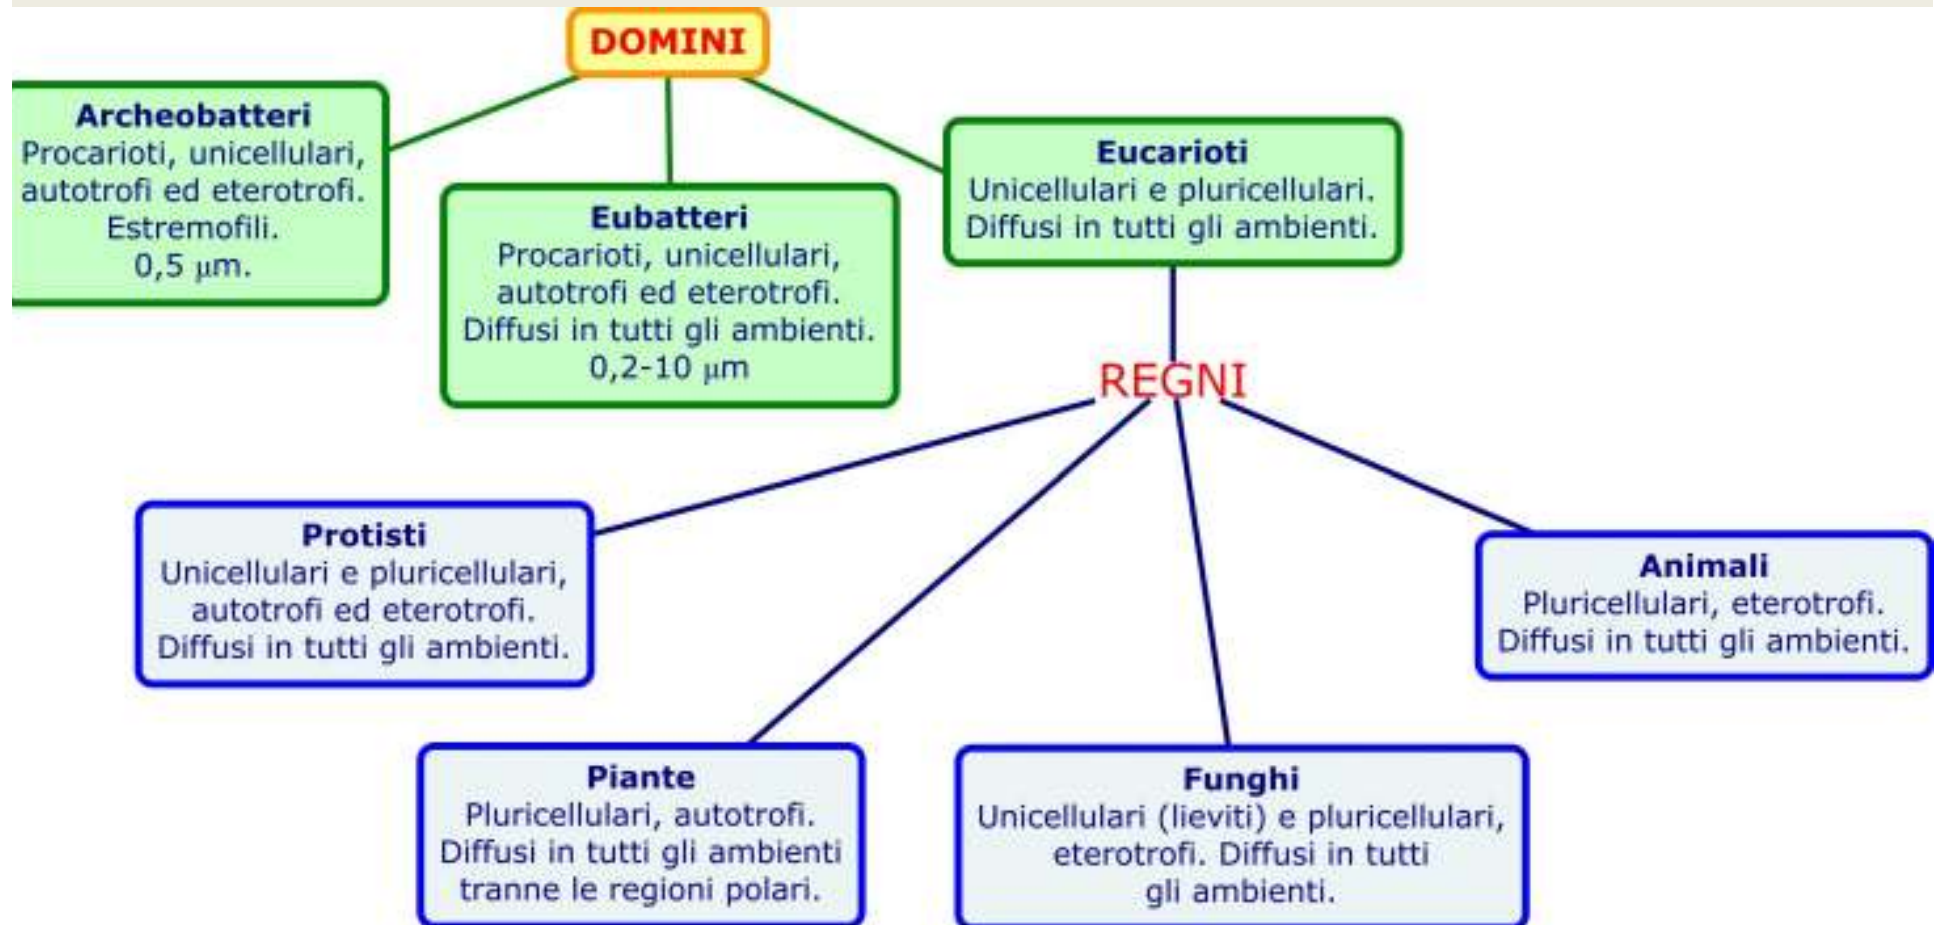 DOMINI
Archeobatteri
Procarioti, unicellulari,
autotrofi ed eterotrofi.
Estremofili.
0,5 μm.
Eubatteri
Procarioti, unicellulari,
autotrofi ed eterotrofi.
Diffusi in tutti gli ambienti.
0,2-10 μm
Eucarioti
Unicellulari e pluricellulari.
Diffusi in tutti gli ambienti.
REGNI
Protisti
Unicellulari e pluricellulari,
autotrofi ed eterotrofi.
Diffusi in tutti gli ambienti.
Piante
Pluricellulari, autotrofi.
Diffusi in tutti gli ambienti
tranne le regioni polari.
Funghi
Unicellulari (lieviti) e pluricellulari,
eterotrofi. Diffusi in tutti
gli ambienti.
Animali
Pluricellulari, eterotrofi.
Diffusi in tutti gli ambienti.